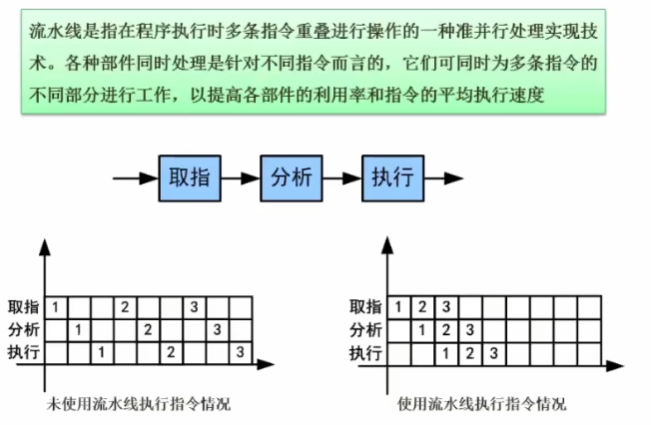 流水线是指在程序执行时多条指令重叠进行操作的一种准并行处理实现技
术。各种部件同时处理是针对不同指令而言的，它们可同时为多条指令的
不同部分进行工作，以提高各部件的利用率和指令的平均执行速度
取指 分析 执行
取指 1 2 3
分析 1 2 3
执行 1 2 3
未使用流水线执行指令情况
取指 1 2 3
分析 1 2 3
执行 1 2 3
使用流水线执行指令情况